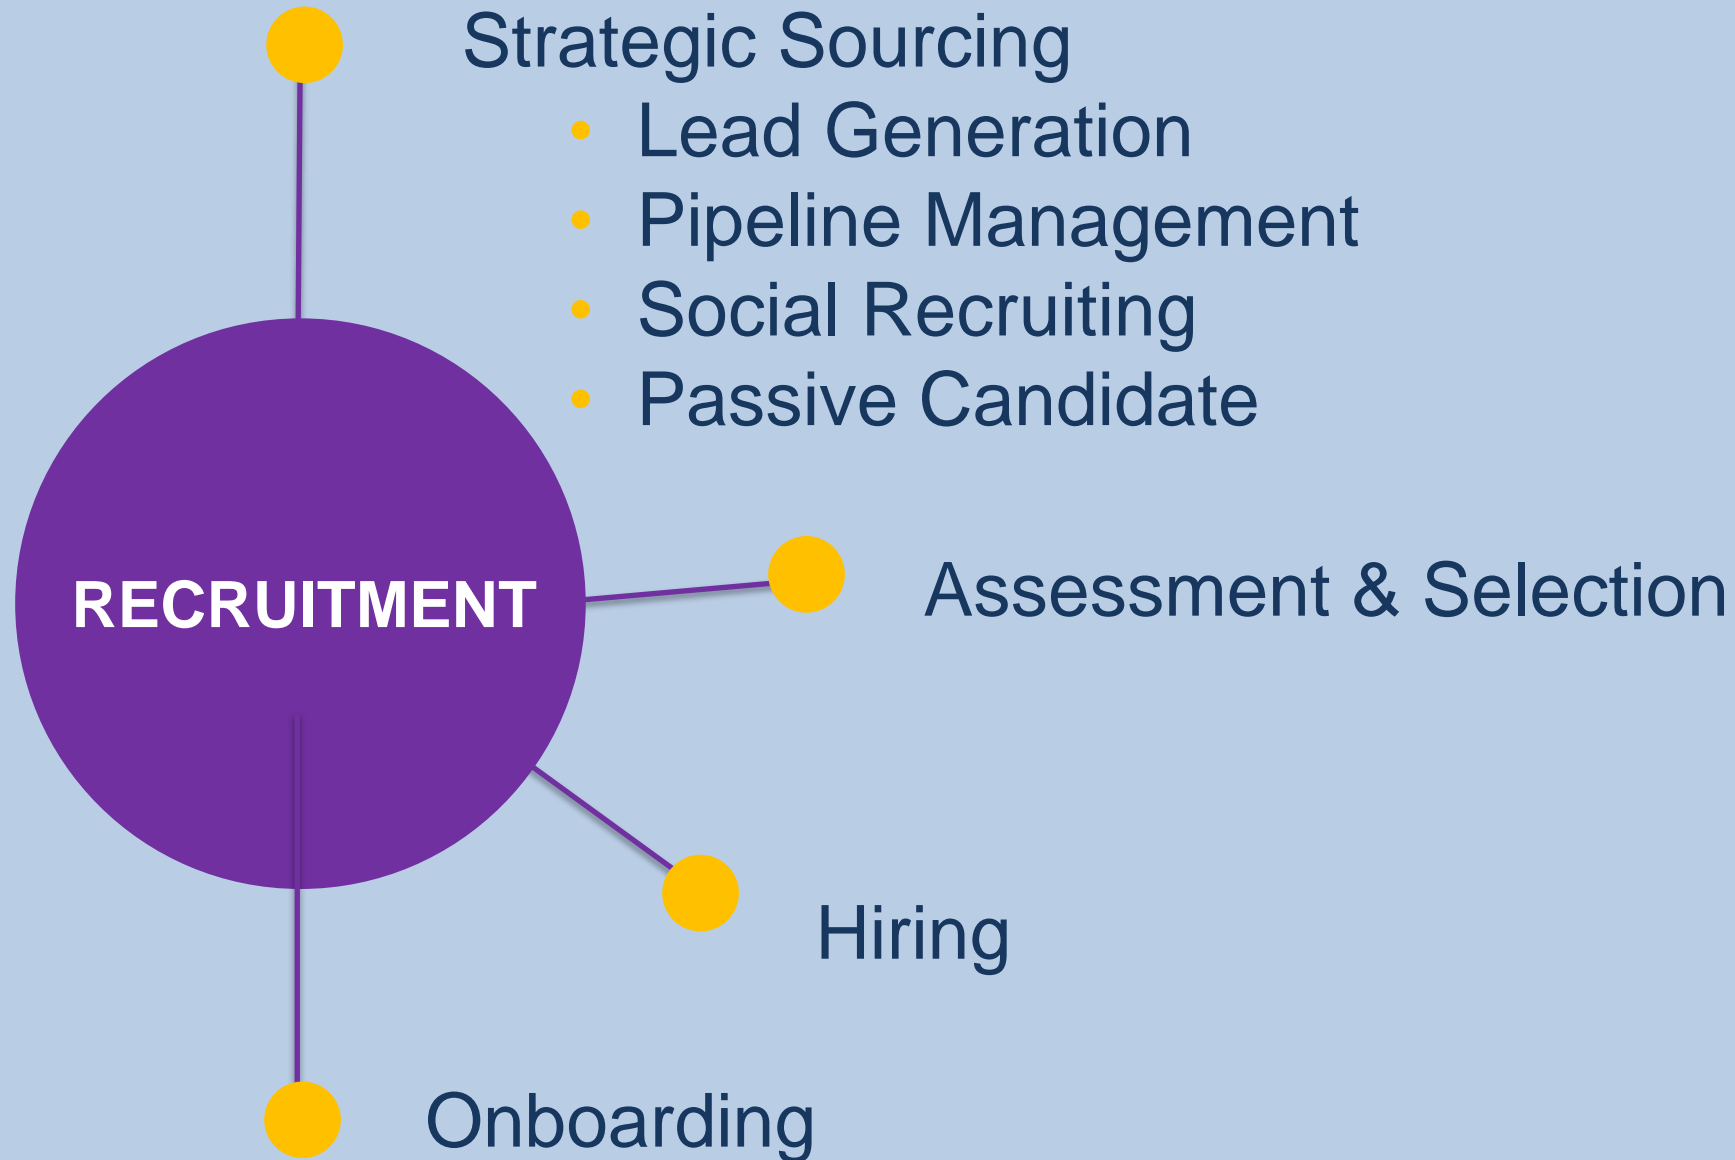 Strategic Sourcing
• Lead Generation
• Pipeline Management
• Social Recruiting
• Passive Candidate
RECRUITMENT
Assessment & Selection
Hiring
Onboarding